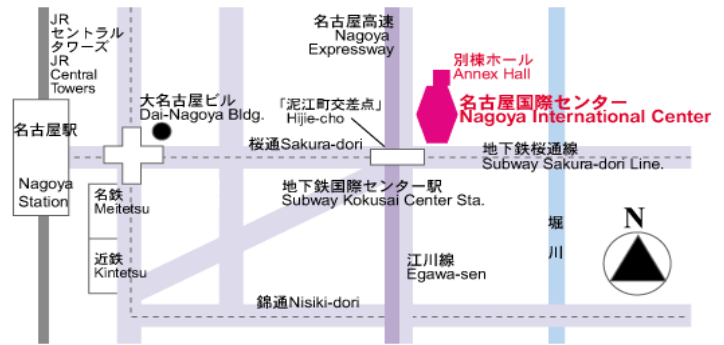 JR
セントラル
タワーズ
JR
Central
Towers
名古屋駅
Nagoya
Station
大名古屋ビル
Dai-Nagoya Bldg.
名鉄
Meitetsu
近鉄
Kintetsu
名古屋高速
Nagoya
Expressway
「泥江町交差点」
Hijie-cho
桜通Sakura-dori
地下鉄国際センター駅
Subway Kokusai Center Sta.
別棟ホール
Annex Hall
名古屋国際センター
Nagoya International Center
地下鉄桜通線
Subway Sakura-dori Line.
江川線
Egawa-sen
堀
川
N
錦通Nisiki-dori